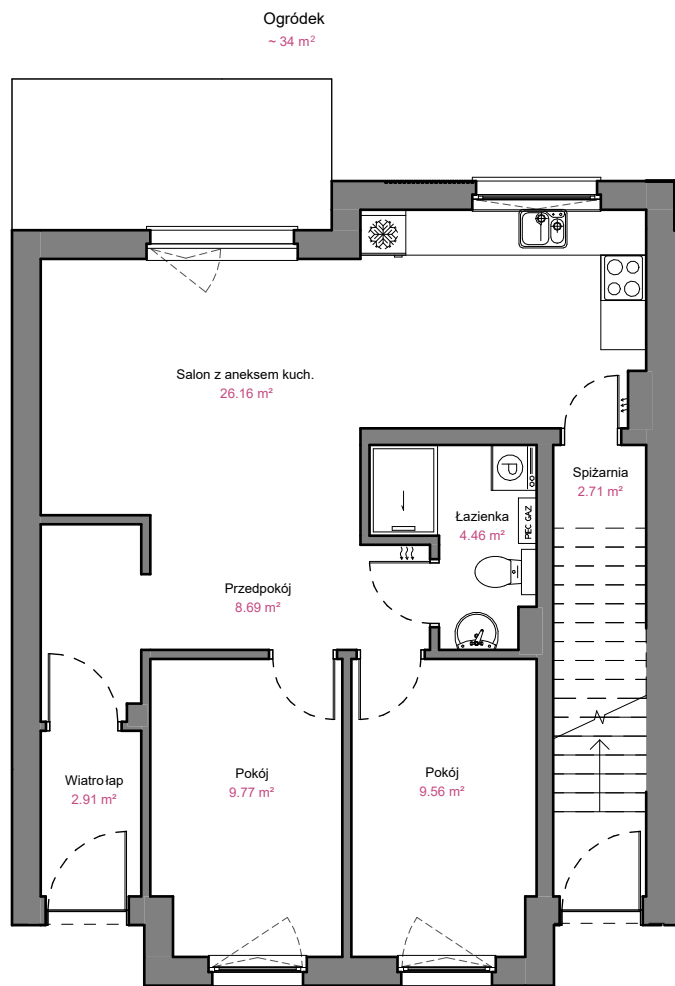 Ogródek
~ 34 m²
Salon z aneksem kuch.
26.16 m²
Spiżarnia
2.71 m²
P
Łazienka
4.46 m²
PIEC GAZ
Przedpokój
8.69 m²
Wiatrołap
2.91 m²
Pokój
9.77 m²
Pokój
9.56 m²